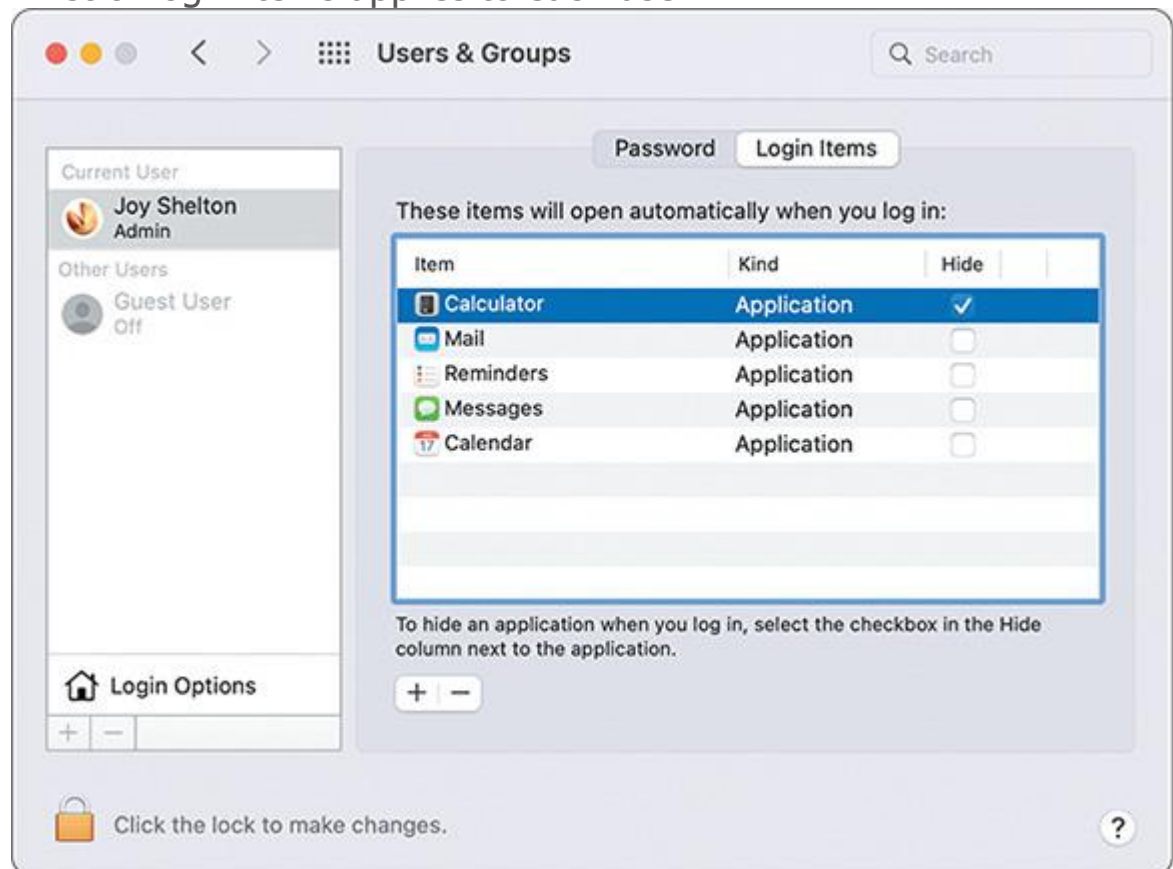 Users & Groups
Search
Password
Login Items
Current User
Joy Shelton
Admin
Other Users
Guest User
Off
Login Options
+ −
These items will open automatically when you log in:
Item Kind Hide
Calculator Application
Mail Application
Reminders Application
Messages Application
17 Calendar Application
To hide an application when you log in, select the checkbox in the Hide
column next to the application.
+ −
Click the lock to make changes.
?